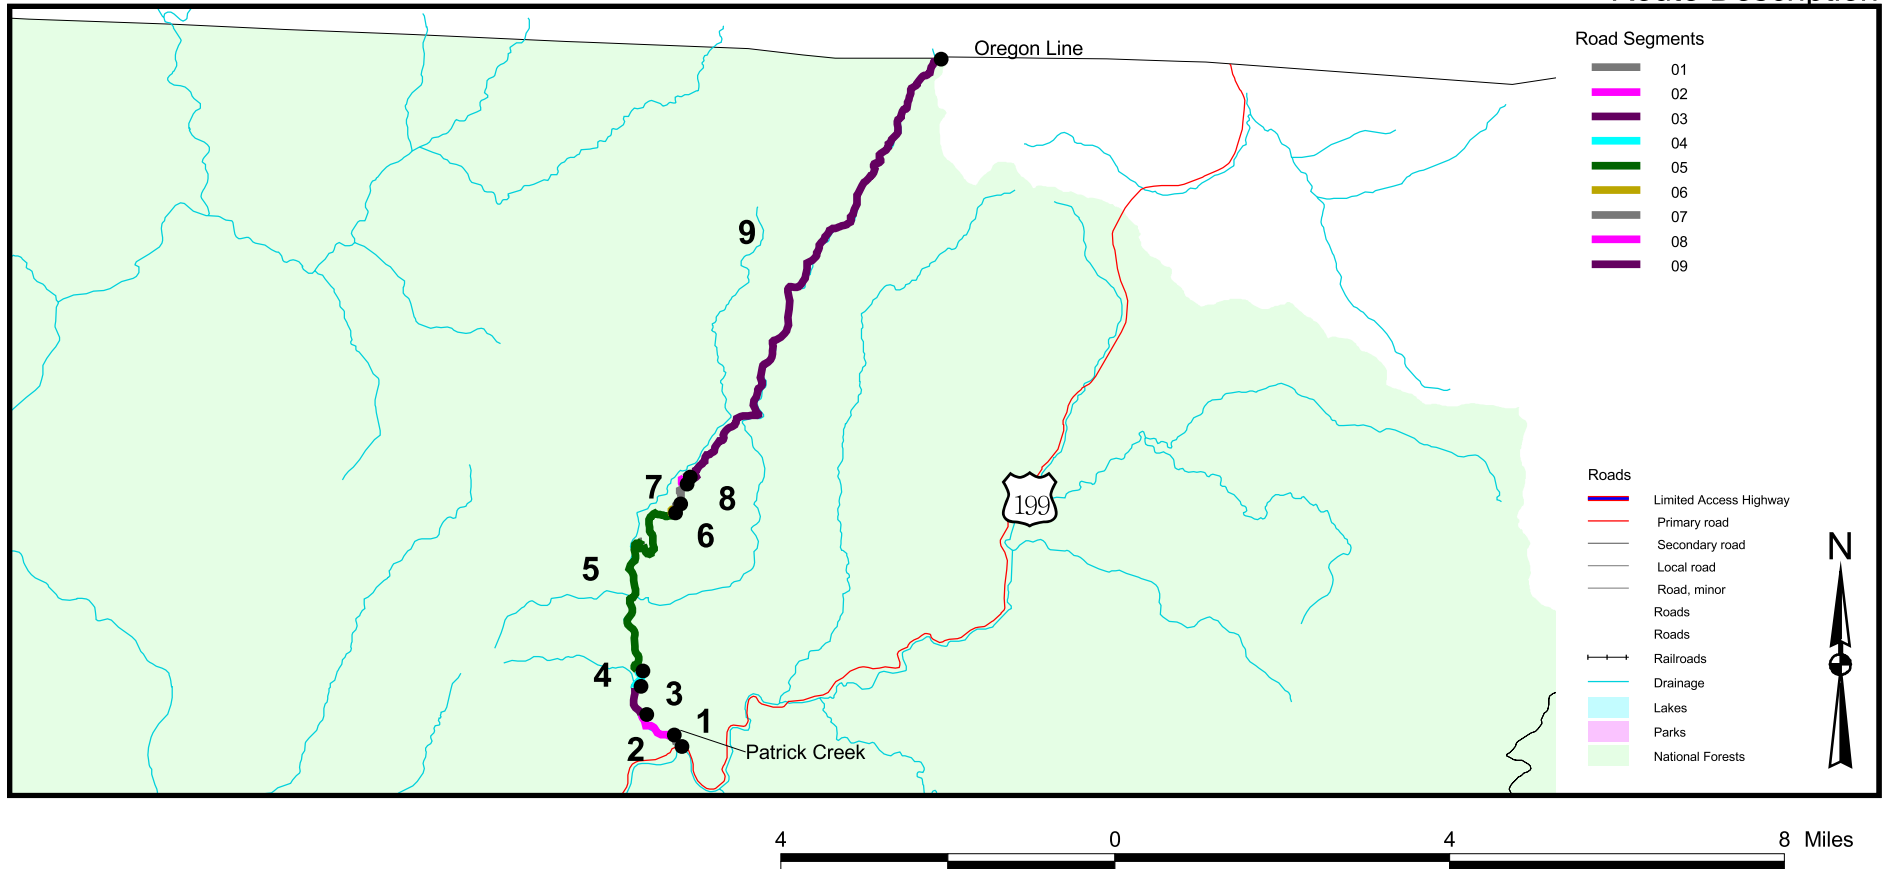 Route Description
Oregon Line
Road Segments
01
02
03
04
05
06
07
08
09
9
7
8
6
5
4
3
1
2
Patrick Creek
199
Roads
Limited Access Highway
Primary road
Secondary road
Local road
Road, minor
Roads
Roads
Railroads
Drainage
Lakes
Parks
National Forests
N
4 0 4 8 Miles